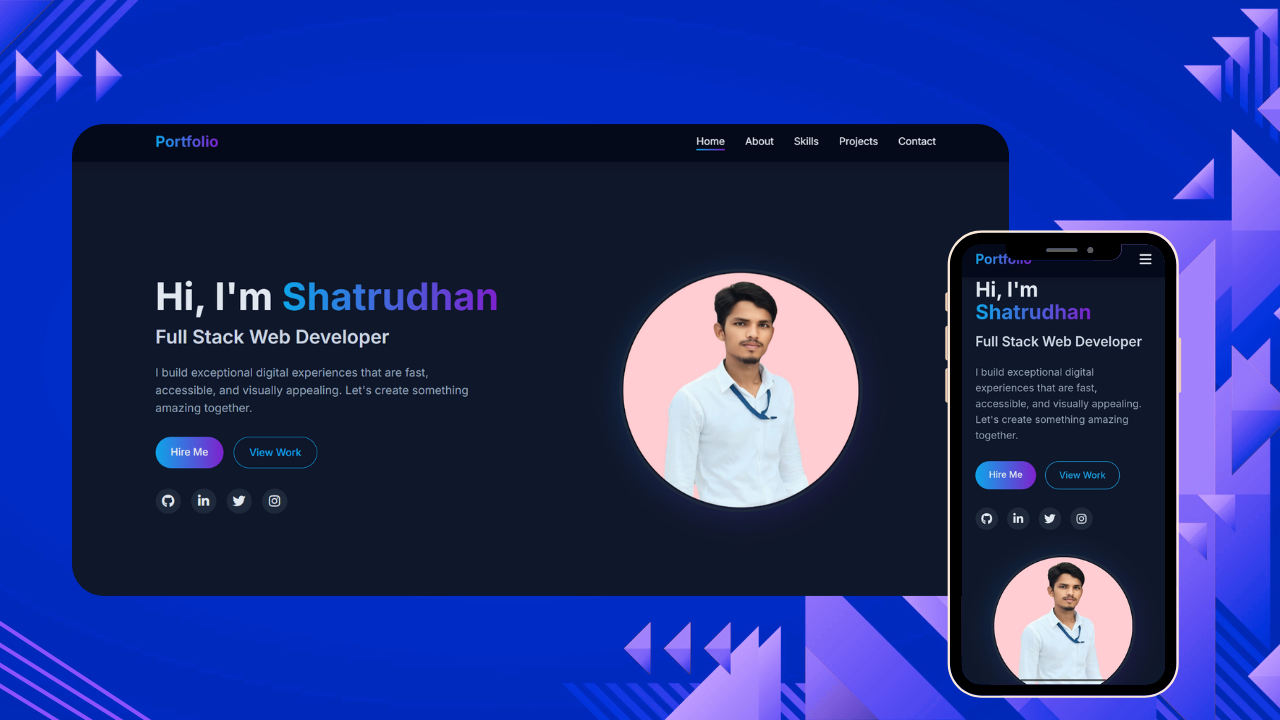 Portfolio
Home About Skills Projects Contact
Hi, I'm Shatrudhan
Full Stack Web Developer
I build exceptional digital experiences that are fast,
accessible, and visually appealing. Let's create something
amazing together.
Hire Me View Work
Portfolio
Hi, I'm
Shatrudhan
Full Stack Web Developer
I build exceptional digital
experiences that are fast,
accessible, and visually appealing.
Let's create something amazing
together.
Hire Me View Work